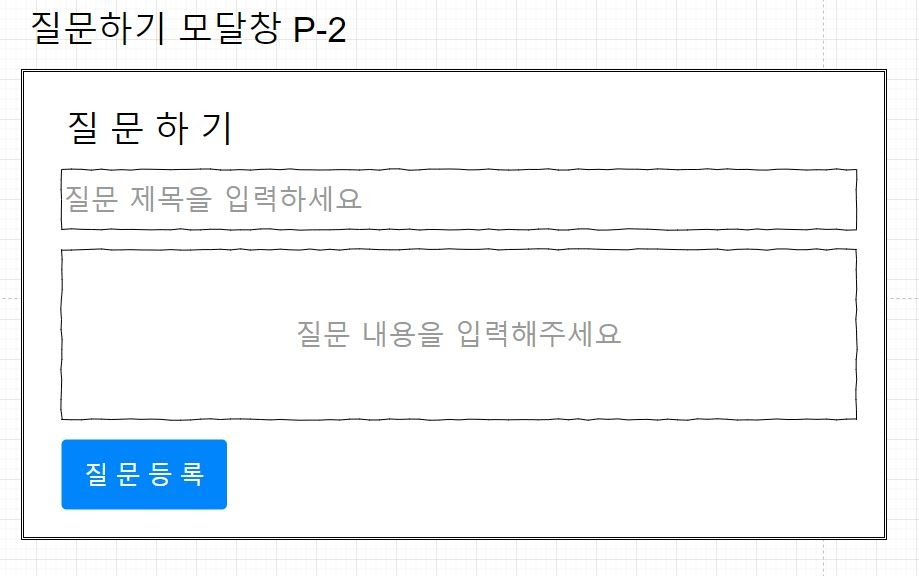 질문하기 모달창 P-2
질 문 하 기
질문 제목을 입력하세요
질문 내용을 입력해주세요
질 문 등 록